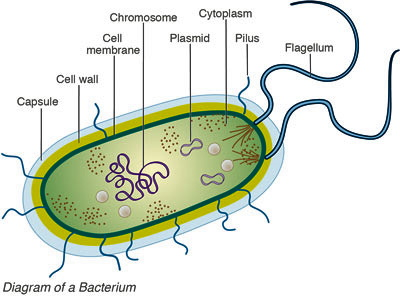 Chromosome
Cytoplasm
Cell
membrane
Plasmid
Pilus
Flagellum
Cell wall
Capsule
Diagram of a Bacterium